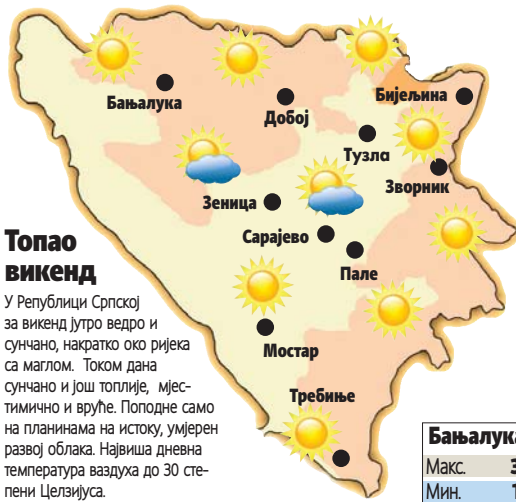 Бањалука
Добој
Бијељина
Тузла
Зворник
Зеница
Сарајево
Пале
Мостар
Требиње
Топао
викенд
У Републици Српској
за викенд јутро ведро и
сунчано, накратко око ријека
са маглом. Током дана
сунчано и још топлије, мјес-
тимично и вруће. Поподне само
на планинама на истоку, умјерен
развој облака. Највиша дневна
температура ваздуха до 30 сте-
пени Целзијуса.
Бањалука
Макс.
Мин.